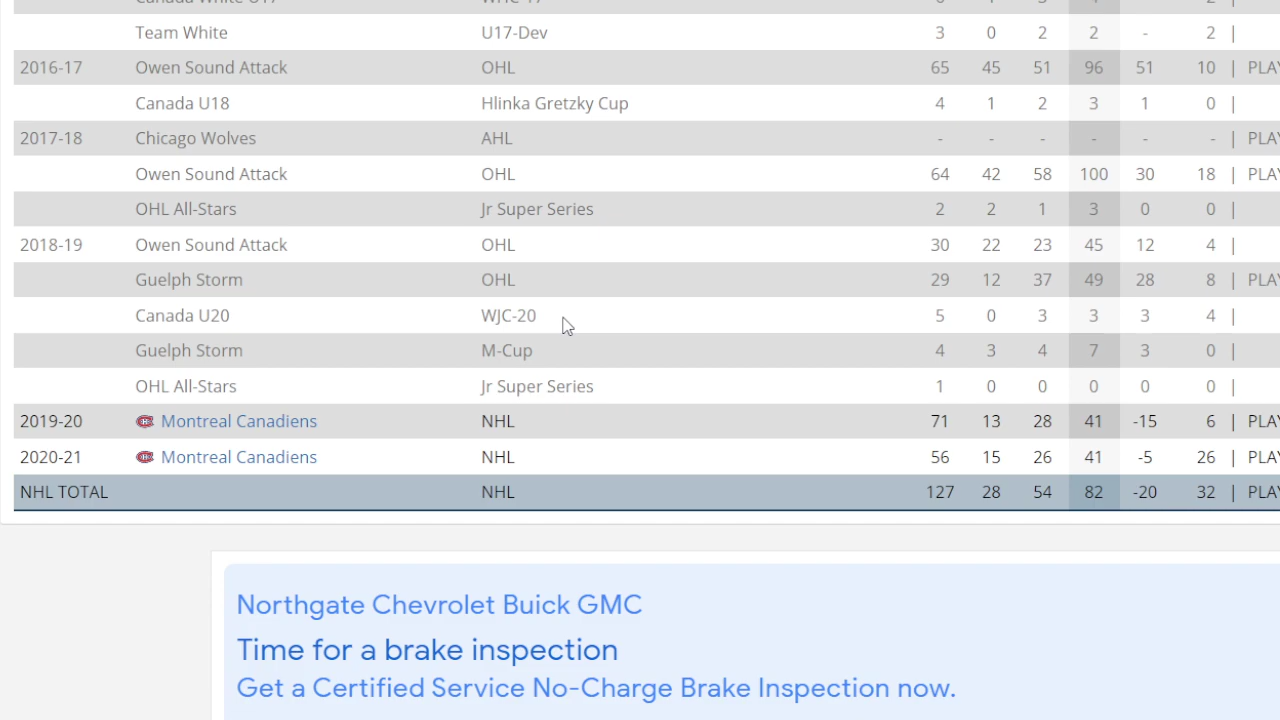 Team White U17-Dev 3 0 2 2 - 2 |
2016-17 Owen Sound Attack OHL 65 45 51 96 51 10 | PLAY
Canada U18 Hlinka Gretzky Cup 4 1 2 3 1 0 |
2017-18 Chicago Wolves AHL - - - - - - | PLAY
Owen Sound Attack OHL 64 42 58 100 30 18 | PLAY
OHL All-Stars Jr Super Series 2 2 1 3 0 0 |
2018-19 Owen Sound Attack OHL 30 22 23 45 12 4 |
Guelph Storm OHL 29 12 37 49 28 8 | PLAY
Canada U20 WJC-20 5 0 3 3 3 4 |
Guelph Storm M-Cup 4 3 4 7 3 0 |
OHL All-Stars Jr Super Series 1 0 0 0 0 0 |
2019-20 Montreal Canadiens NHL 71 13 28 41 -15 6 | PLAY
2020-21 Montreal Canadiens NHL 56 15 26 41 -5 26 | PLAY
NHL TOTAL NHL 127 28 54 82 -20 32 | PLAY
Northgate Chevrolet Buick GMC
Time for a brake inspection
Get a Certified Service No-Charge Brake Inspection now.